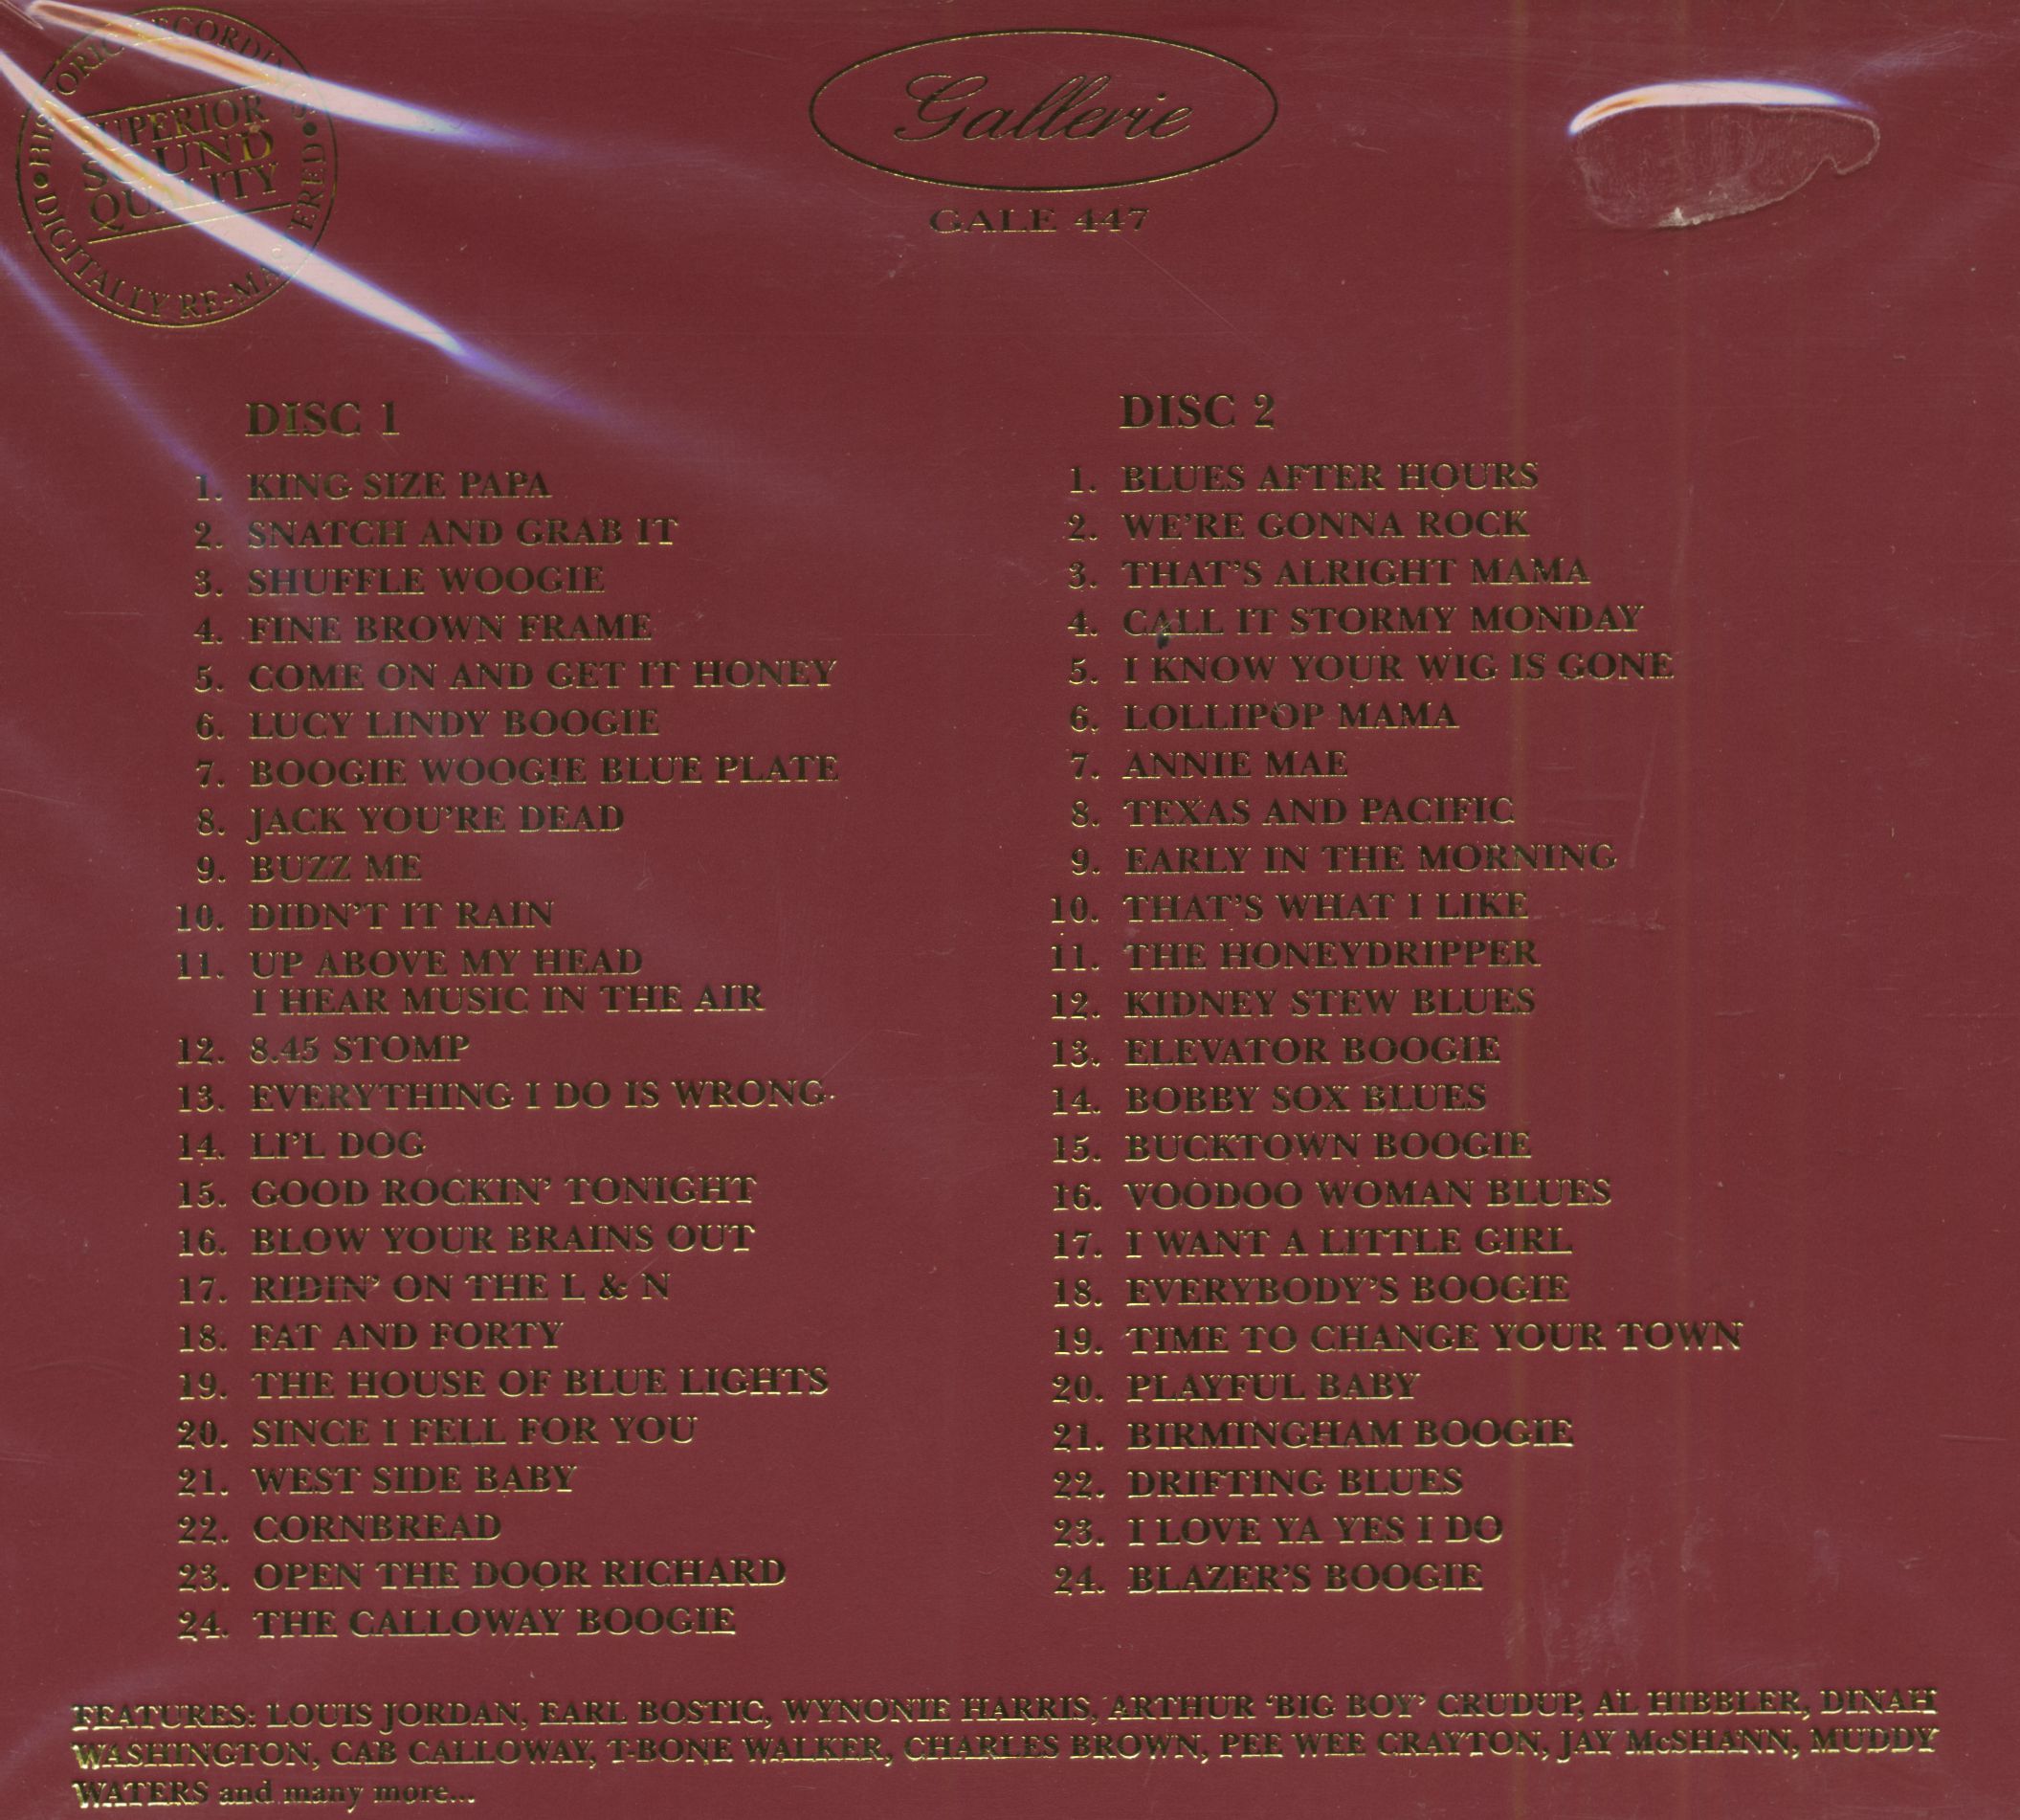 HISTORIC RECORDINGS
SUPERIOR
SOUND
QUALITY
DIGITALLY RE-MASTERED
Gallerie
GALE 447
DISC 1
1. KING SIZE PAPA
2. SNATCH AND GRAB IT
3. SHUFFLE WOOGIE
4. FINE BROWN FRAME
5. COME ON AND GET IT HONEY
6. LUCY LINDY BOOGIE
7. BOOGIE WOOGIE BLUE PLATE
8. JACK YOU'RE DEAD
9. BUZZ ME
10. DIDN'T IT RAIN
11. UP ABOVE MY HEAD
I HEAR MUSIC IN THE AIR
12. 8.45 STOMP
13. EVERYTHING I DO IS WRONG
14. LI'L DOG
15. GOOD ROCKIN' TONIGHT
16. BLOW YOUR BRAINS OUT
17. RIDIN' ON THE L & N
18. FAT AND FORTY
19. THE HOUSE OF BLUE LIGHTS
20. SINCE I FELL FOR YOU
21. WEST SIDE BABY
22. CORNBREAD
23. OPEN THE DOOR RICHARD
24. THE CALLOWAY BOOGIE
DISC 2
1. BLUES AFTER HOURS
2. WE'RE GONNA ROCK
3. THAT'S ALRIGHT MAMA
4. CALL IT STORMY MONDAY
5. I KNOW YOUR WIG IS GONE
6. LOLLIPOP MAMA
7. ANNIE MAE
8. TEXAS AND PACIFIC
9. EARLY IN THE MORNING
10. THAT'S WHAT I LIKE
11. THE HONEYDRIPPER
12. KIDNEY STEW BLUES
13. ELEVATOR BOOGIE
14. BOBBY SOX BLUES
15. BUCKTOWN BOOGIE
16. VOODOO WOMAN BLUES
17. I WANT A LITTLE GIRL
18. EVERYBODY'S BOOGIE
19. TIME TO CHANGE YOUR TOWN
20. PLAYFUL BABY
21. BIRMINGHAM BOOGIE
22. DRIFTING BLUES
23. I LOVE YA YES I DO
24. BLAZER'S BOOGIE
FEATURES: LOUIS JORDAN, EARL BOSTIC, WYNONIE HARRIS, ARTHUR 'BIG BOY' CRUDUP, AL HIBBLER, DINAH
WASHINGTON, CAB CALLOWAY, T-BONE WALKER, CHARLES BROWN, PEE WEE CRAYTON, JAY McSHANN, MUDDY
WATERS and many more...